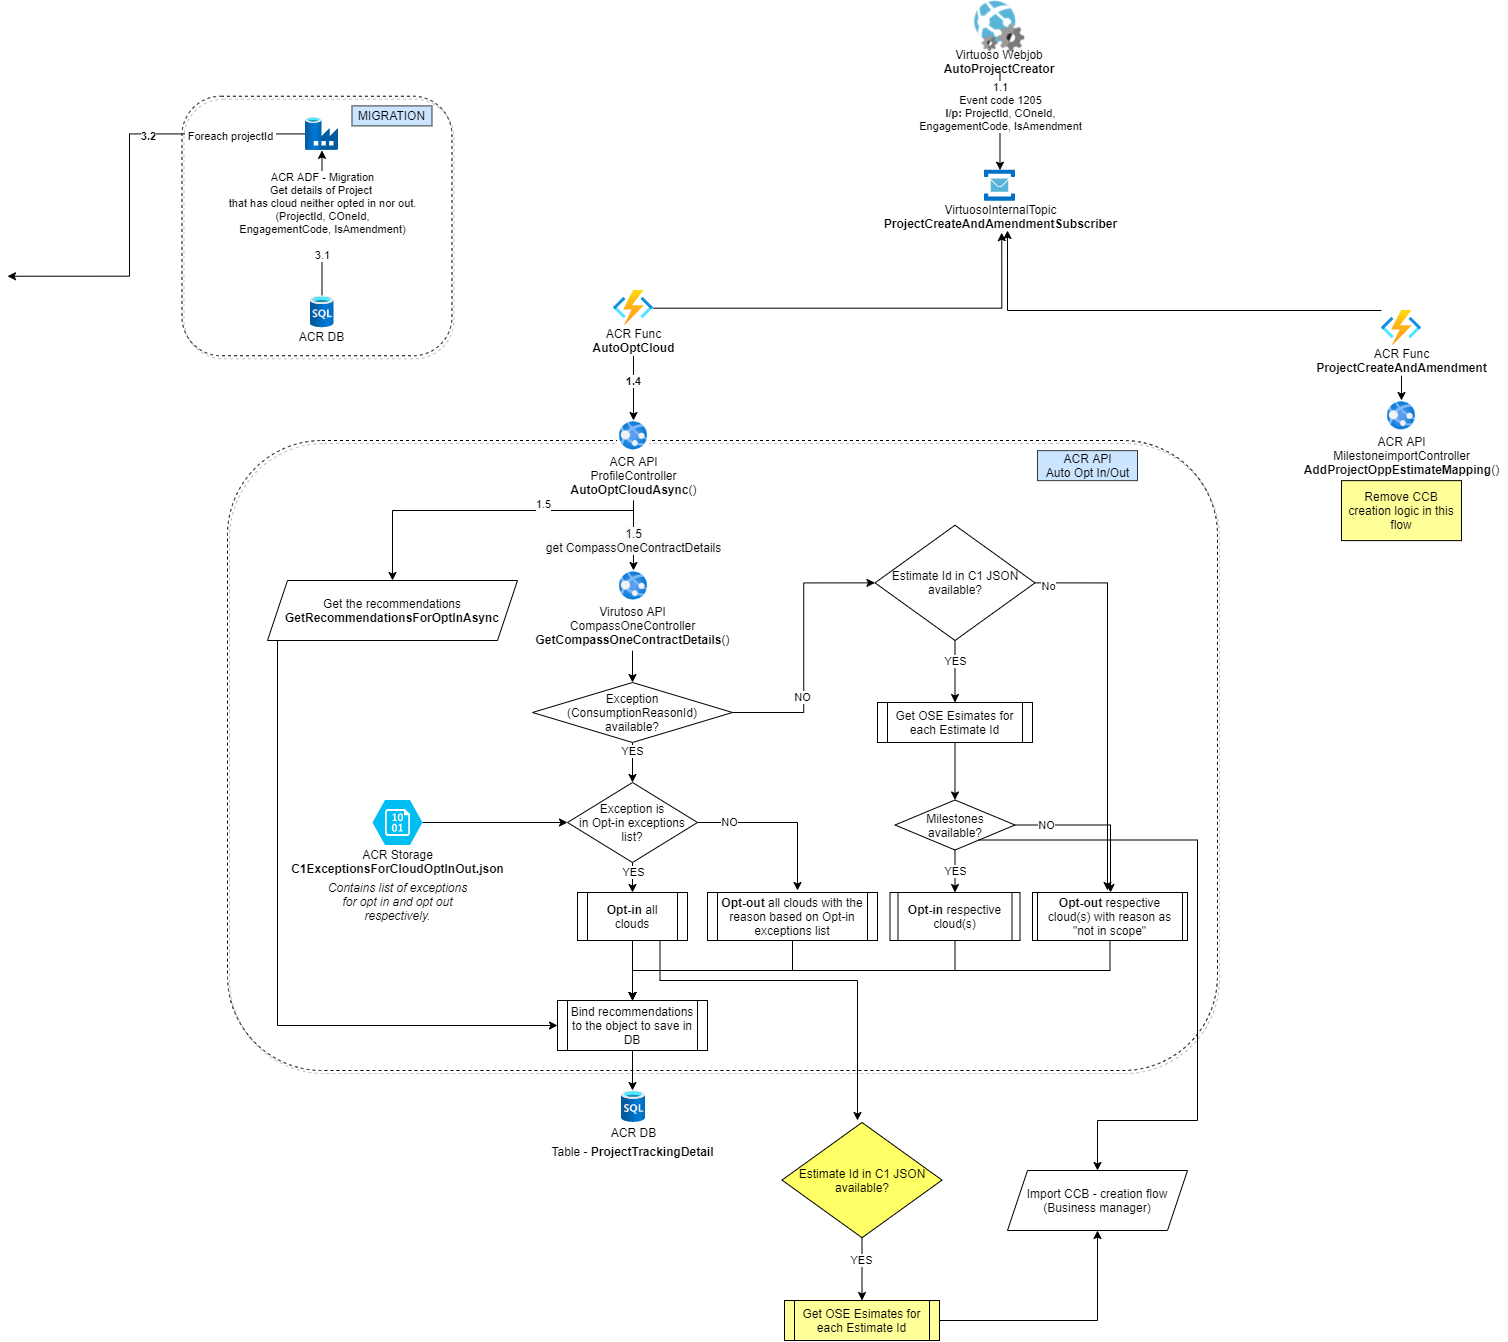 Virtuoso Webjob
AutoProjectCreator
1.1
Event code 1205
I/p: ProjectId, COneId,
EngagementCode, IsAmendment
VirtuosoInternalTopic
ProjectCreateAndAmendmentSubscriber
MIGRATION
3.2
Foreach projectId
ACR ADF - Migration
Get details of Project
that has cloud neither opted in nor out.
(ProjectId, COneId,
EngagementCode, IsAmendment)
3.1
SQL
ACR DB
ACR Func
AutoOptCloud
1.4
ACR Func
ProjectCreateAndAmendment
ACR API
MilestoneimportController
AddProjectOppEstimateMapping()
Remove CCB
creation logic in this
flow
ACR API
Auto Opt In/Out
ACR API
ProfileController
AutoOptCloudAsync()
1.5
1.5
get CompassOneContractDetails
Get the recommendations
GetRecommendationsForOptInAsync
Virutoso API
CompassOneController
GetCompassOneContractDetails()
Estimate Id in C1 JSON
available?
No
YES
Exception
(ConsumptionReasonId)
available?
NO
YES
Get OSE Esimates for
each Estimate Id
10
01
ACR Storage
C1ExceptionsForCloudOptInOut.json
Contains list of exceptions
for opt in and opt out
respectively.
Exception is
in Opt-in exceptions
list?
NO
YES
Milestones
available?
NO
YES
Opt-in all
clouds
Opt-out all clouds with the
reason based on Opt-in
exceptions list
Opt-in respective
cloud(s)
Opt-out respective
cloud(s) with reason as
"not in scope"
Bind recommendations
to the object to save in
DB
SQL
ACR DB
Table - ProjectTrackingDetail
Estimate Id in C1 JSON
available?
YES
Import CCB - creation flow
(Business manager)
Get OSE Esimates for
each Estimate Id